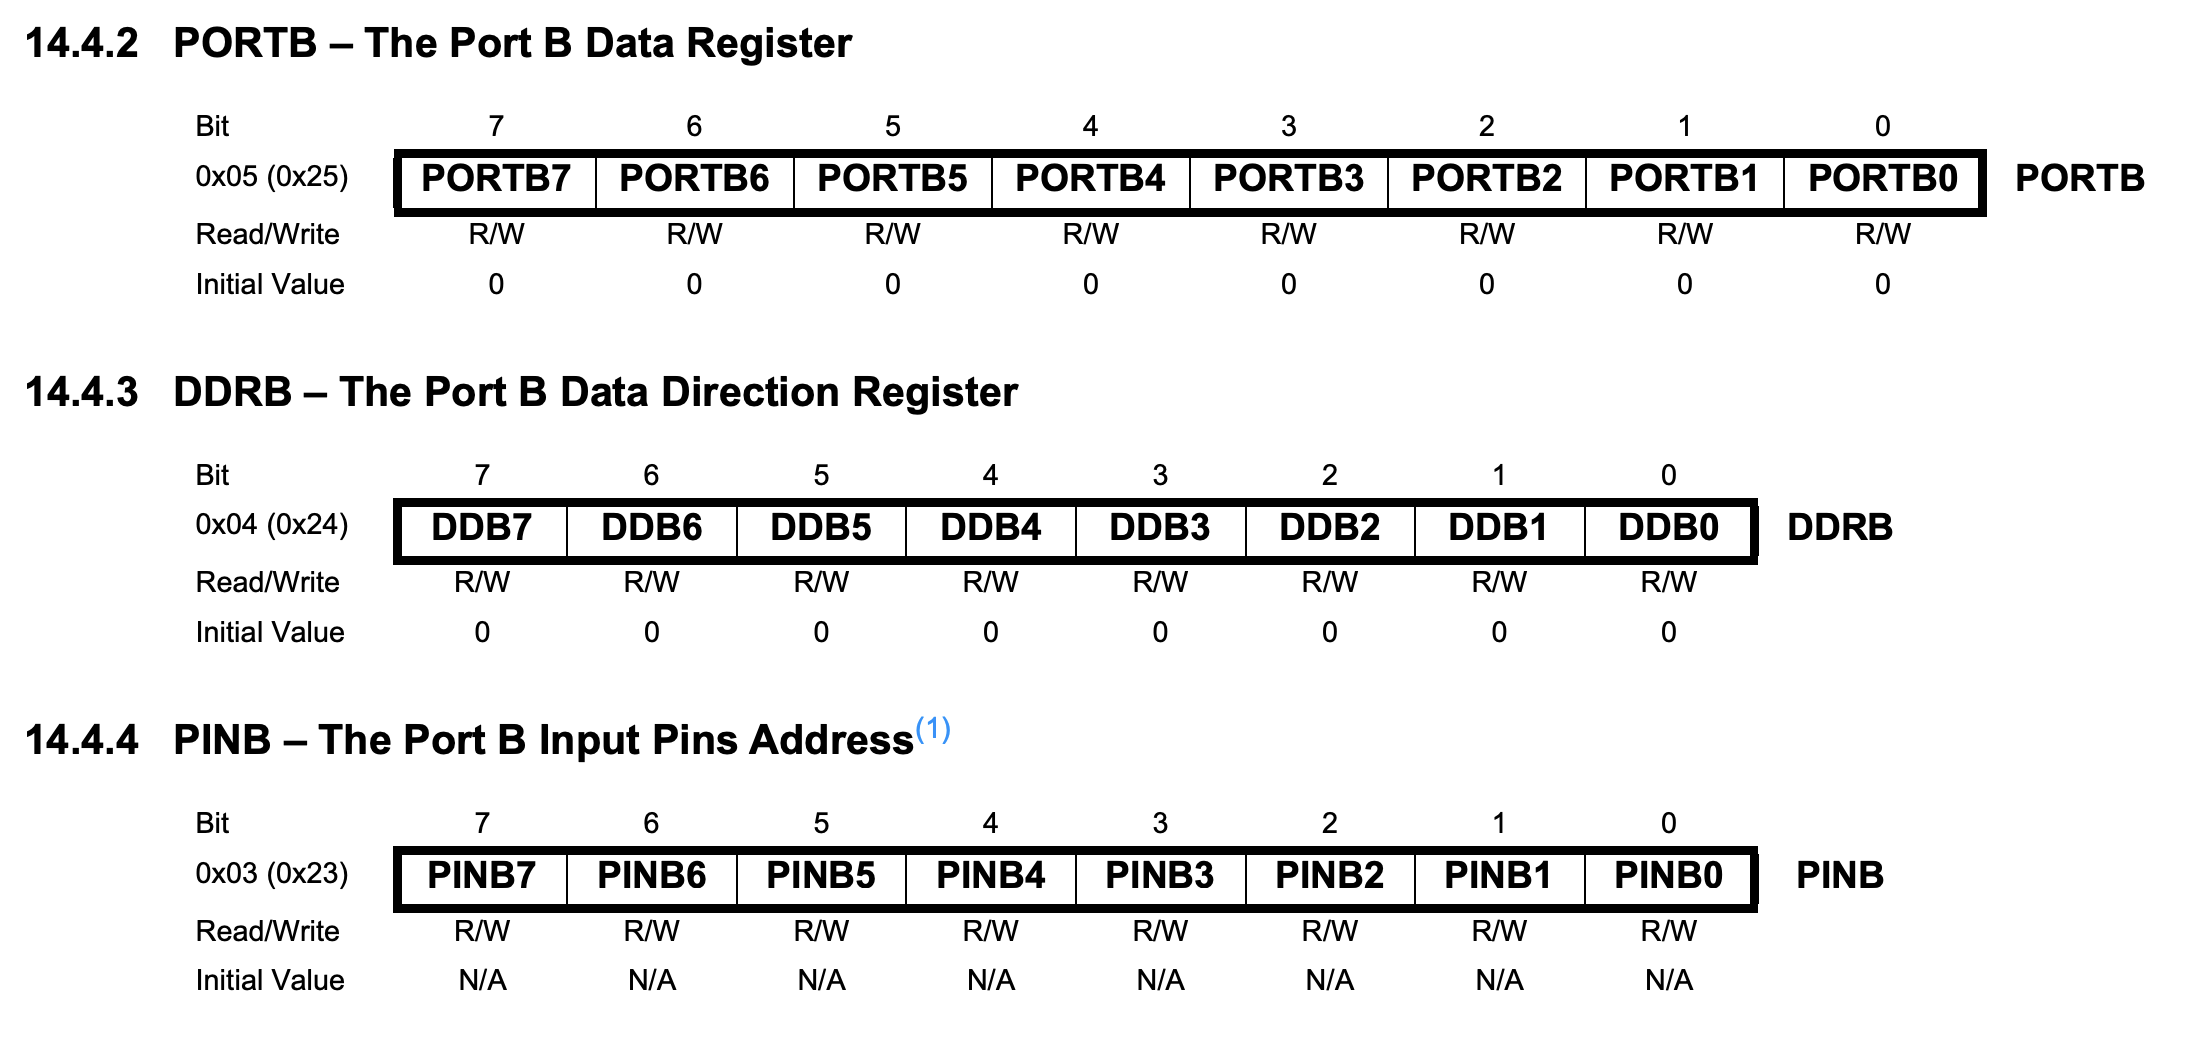 14.4.2 PORTB – The Port B Data Register
Bit 7 6 5 4 3 2 1 0
0x05 (0x25) PORTB7 PORTB6 PORTB5 PORTB4 PORTB3 PORTB2 PORTB1 PORTB0 PORTB
Read/Write R/W R/W R/W R/W R/W R/W R/W R/W
Initial Value 0 0 0 0 0 0 0 0
14.4.3 DDRB – The Port B Data Direction Register
Bit 7 6 5 4 3 2 1 0
0x04 (0x24) DDB7 DDB6 DDB5 DDB4 DDB3 DDB2 DDB1 DDB0 DDRB
Read/Write R/W R/W R/W R/W R/W R/W R/W R/W
Initial Value 0 0 0 0 0 0 0 0
14.4.4 PINB – The Port B Input Pins Address(1)
Bit 7 6 5 4 3 2 1 0
0x03 (0x23) PINB7 PINB6 PINB5 PINB4 PINB3 PINB2 PINB1 PINB0 PINB
Read/Write R/W R/W R/W R/W R/W R/W R/W R/W
Initial Value N/A N/A N/A N/A N/A N/A N/A N/A